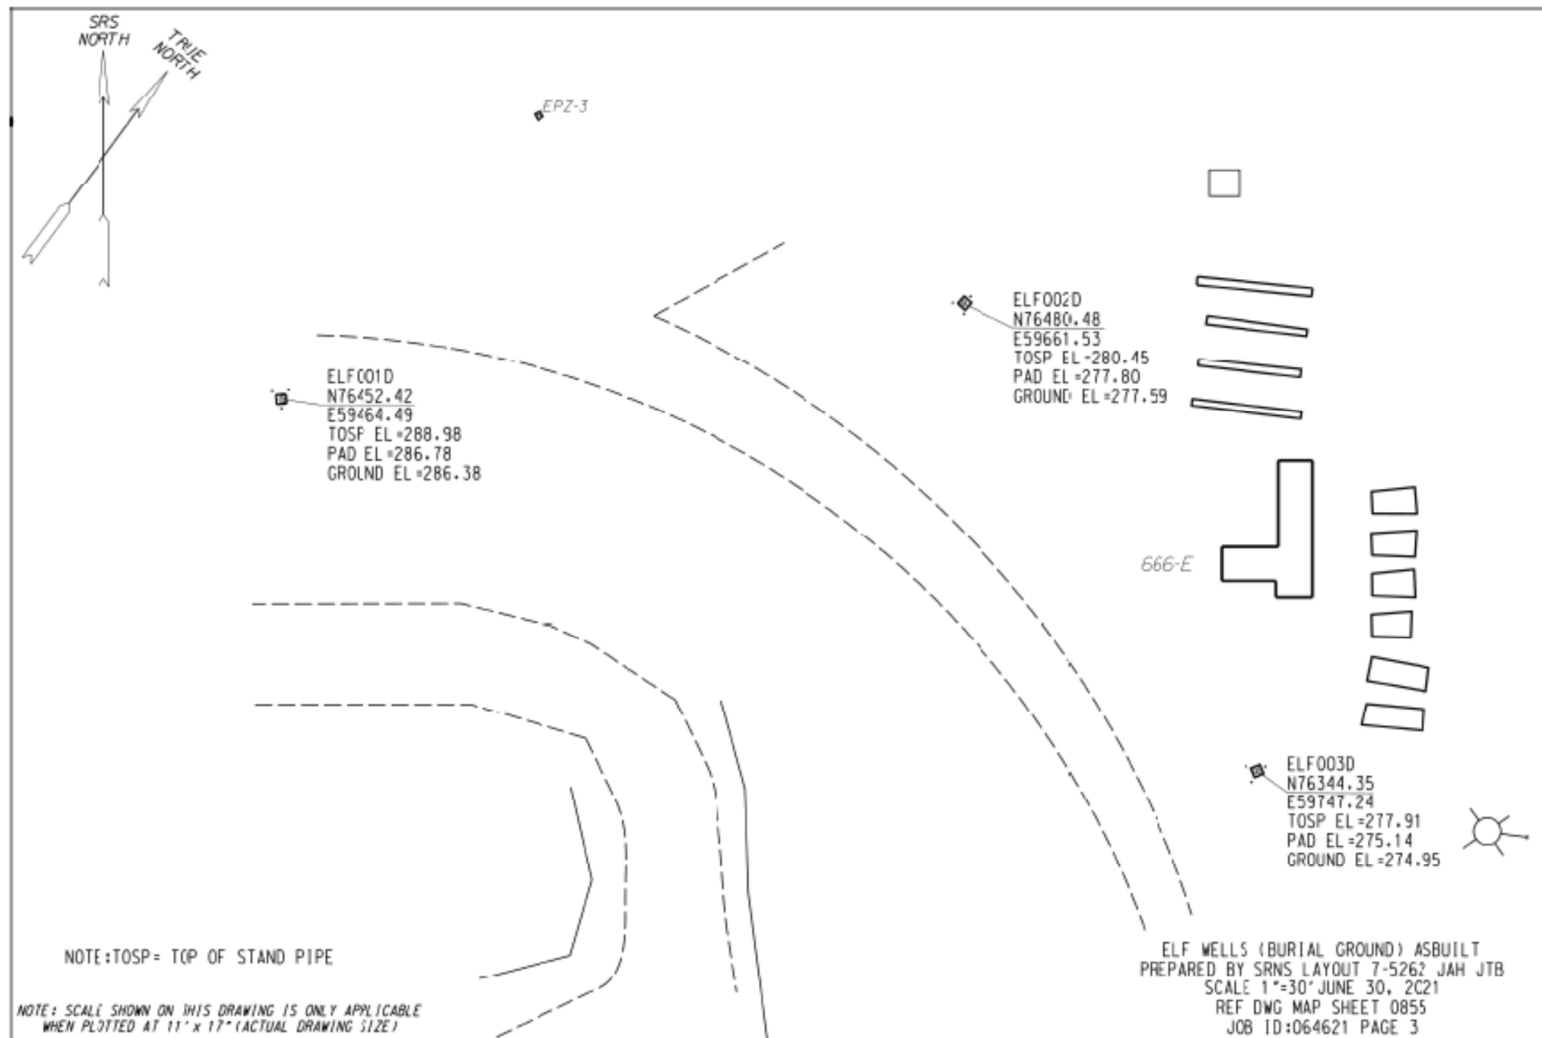 SRS
NORTH
TRUE
NORTH
EPZ-3
ELF002D
N76480.48
E59661.53
TOSP EL=280.45
PAD EL=277.80
GROUND EL=277.59
ELF001D
N76452.42
E59464.49
TOSP EL=288.98
PAD EL=286.78
GROUND EL=286.38
666-E
ELF003D
N76344.35
E59747.24
TOSP EL=277.91
PAD EL=275.14
GROUND EL=274.95
NOTE:TOSP= TOP OF STAND PIPE
NOTE: SCALE SHOWN ON THIS DRAWING IS ONLY APPLICABLE
WHEN PLOTTED AT 11" x 17" (ACTUAL DRAWING SIZE)
ELF WELLS (BURIAL GROUND) ASBUILT
PREPARED BY SRNS LAYOUT 7-5262 JAH JTB
SCALE 1"=30' JUNE 30, 2021
REF DWG MAP SHEET 0855
JOB ID:064621 PAGE 3